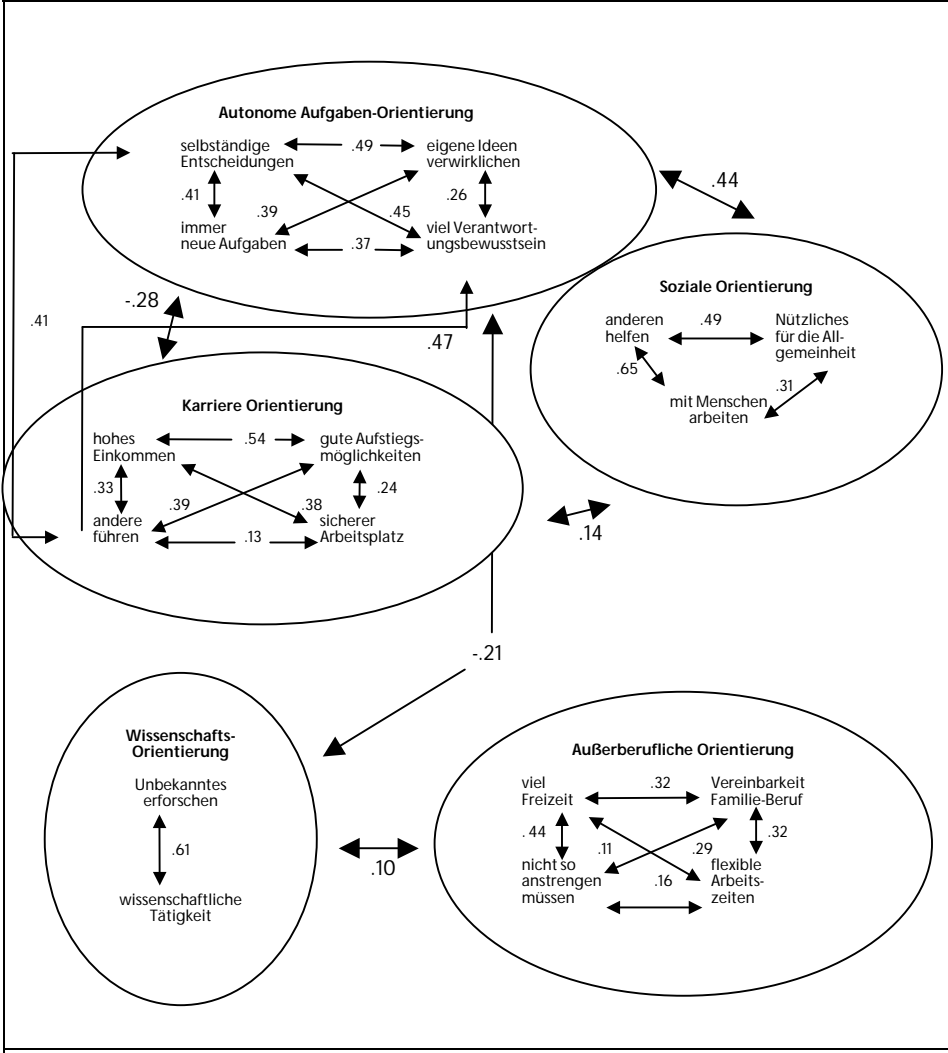 Autonome Aufgaben-Orientierung
selbständige
Entscheidungen
.49
eigene Ideen
verwirklichen
.41
.39
.45
.26
immer
neue Aufgaben
.37
viel Verantwort-
ungsbewusstsein
.44
-.28
.41
.47
Soziale Orientierung
anderen
helfen
.49
Nützliches
für die All-
gemeinheit
.65
.31
mit Menschen
arbeiten
Karriere Orientierung
hohes
Einkommen
.54
gute Aufstiegs-
möglichkeiten
.33
.39
.38
.24
andere
führen
.13
sicherer
Arbeitsplatz
.14
-.21
Wissenschafts-
Orientierung
Unbekanntes
erforschen
.61
wissenschaftliche
Tätigkeit
.10
Außerberufliche Orientierung
viel
Freizeit
.32
Vereinbarkeit
Familie-Beruf
.44
.11
.29
.32
nicht so
anstrengen
müssen
.16
flexible
Arbeits-
zeiten